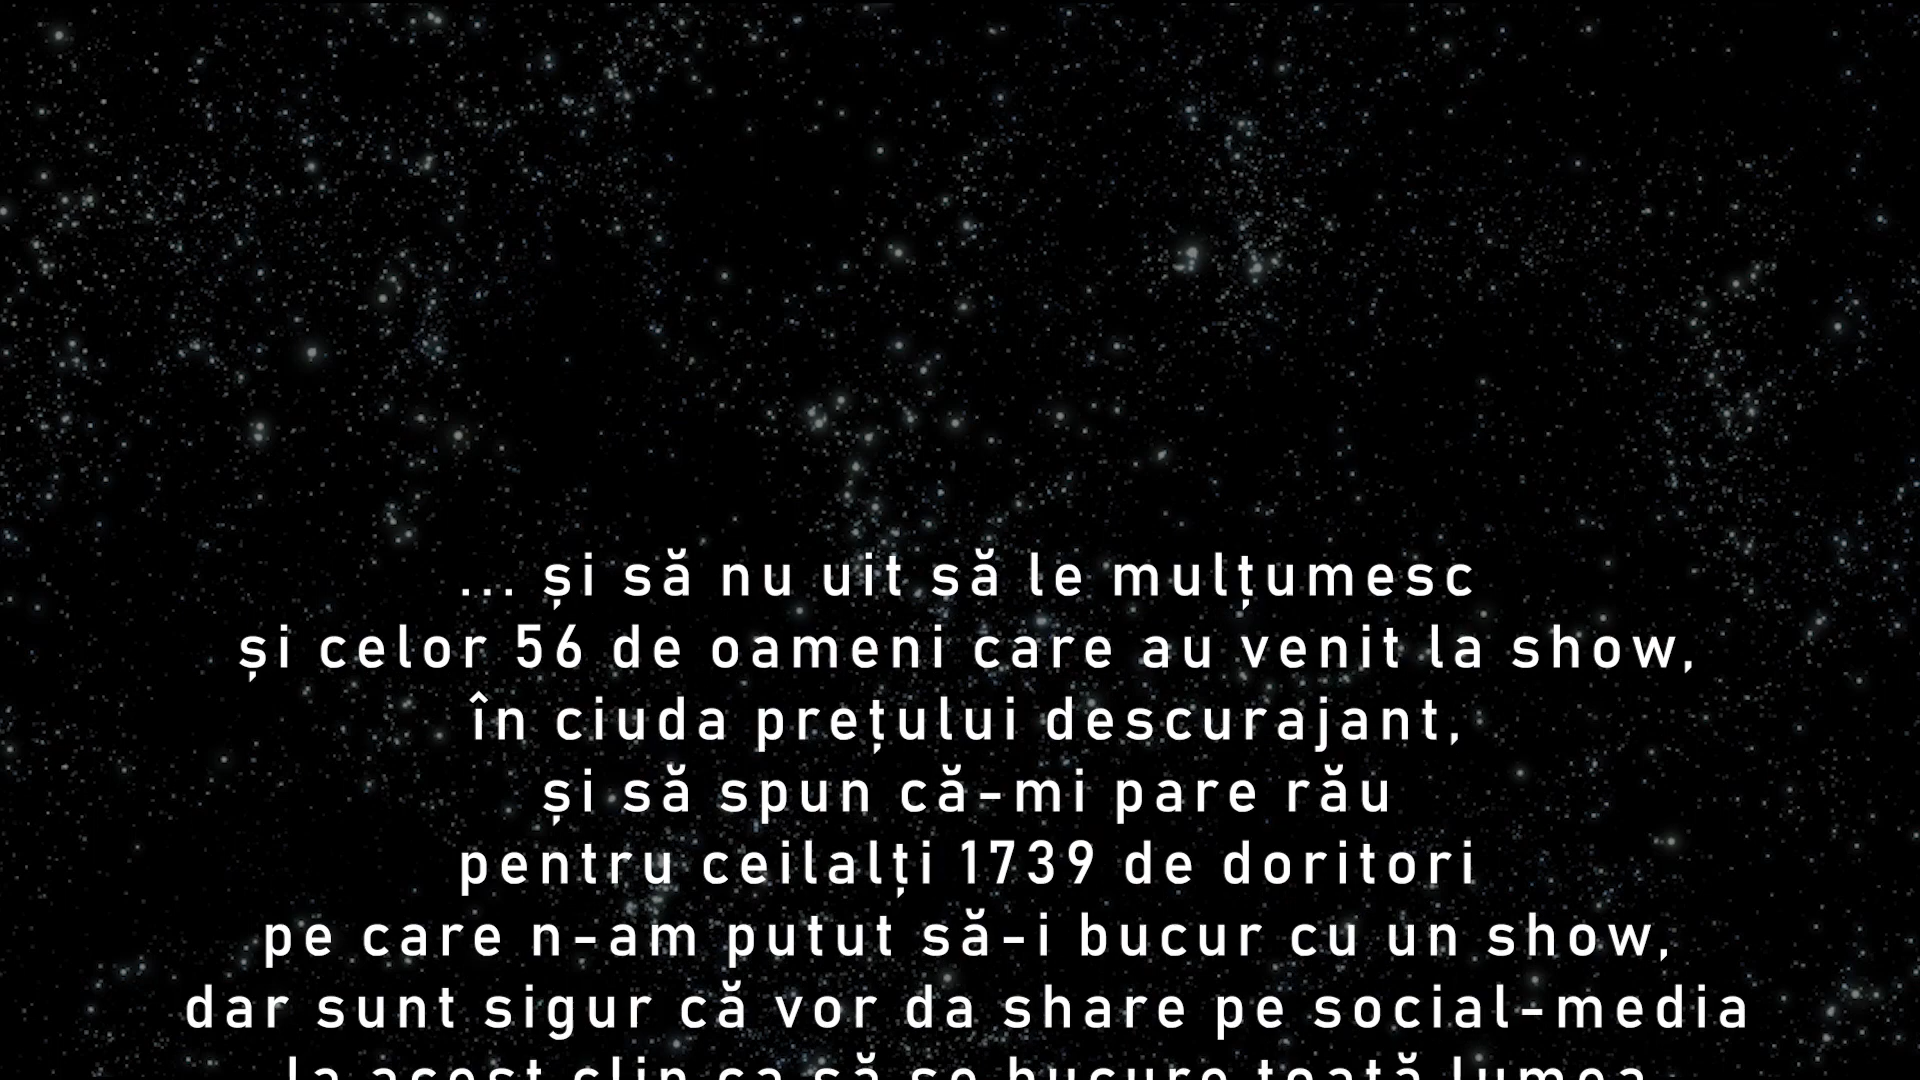 ... și să nu uit să le mulțumesc
și celor 56 de oameni care au venit la show,
în ciuda prețului descurajant,
și să spun că-mi pare rău
pentru ceilalți 1739 de doritori
pe care n-am putut să-i bucur cu un show,
dar sunt sigur că vor da share pe social-media
la acest clip ca să se bucure toată lumea